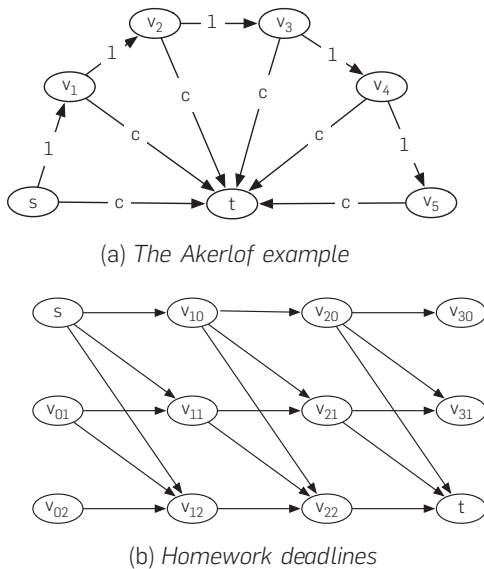 v2 1 v3
1 1
v1 c c v4
c c
1 1
s c t c v5
(a) The Akerlof example
s v10 v20 v30
v01 v11 v21 v31
v02 v12 v22 t
(b) Homework deadlines